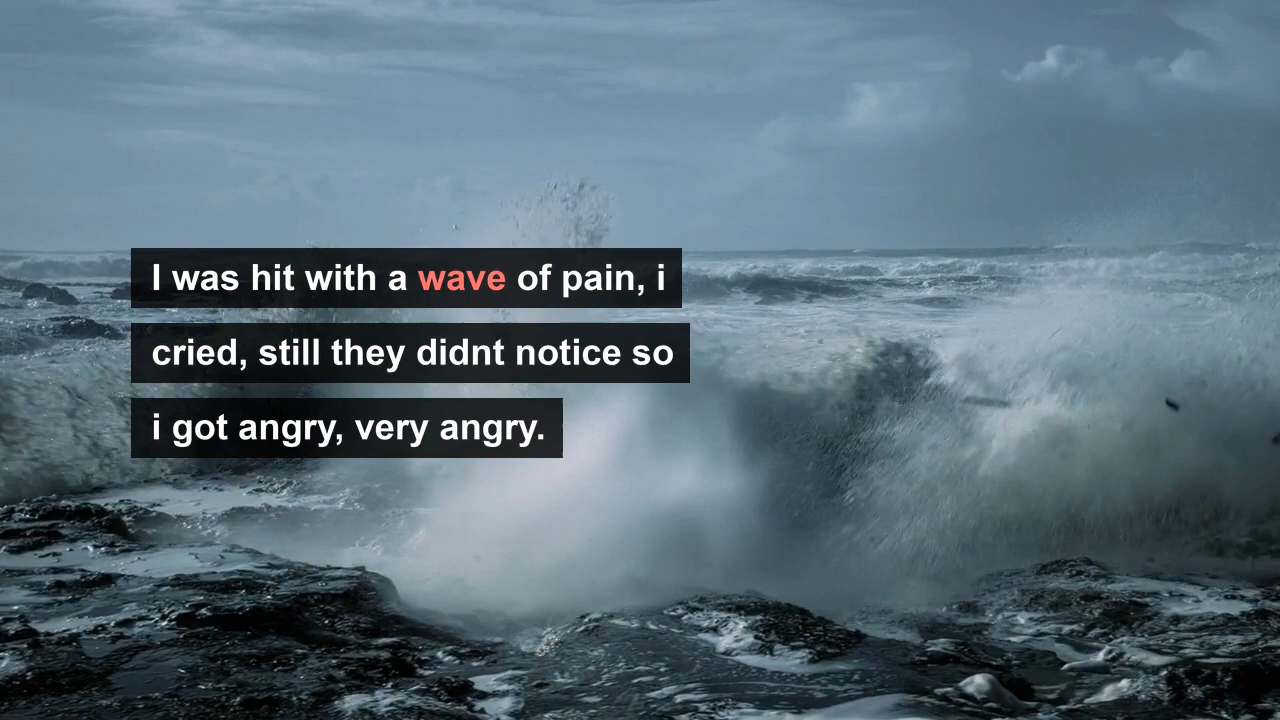 I was hit with a wave of pain, i
cried, still they didnt notice so
i got angry, very angry.